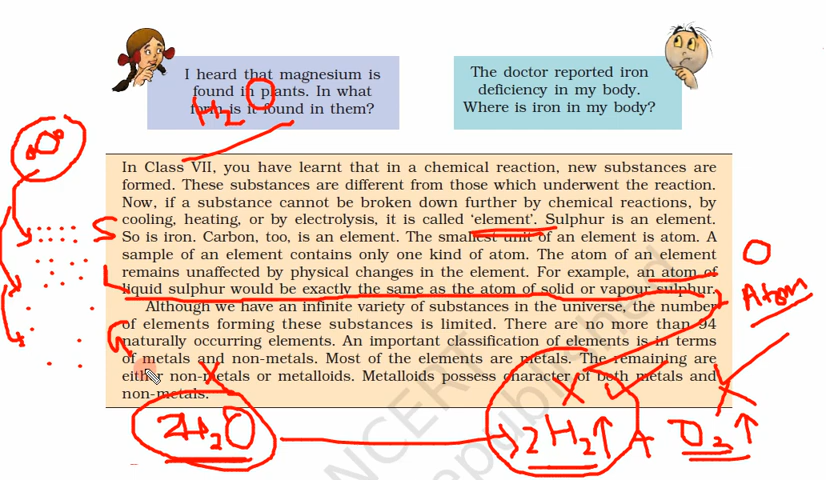 I heard that magnesium is
found in plants. In what
form is it found in them?
The doctor reported iron
deficiency in my body.
Where is iron in my body?
H₂O
In Class VII, you have learnt that in a chemical reaction, new substances are
formed. These substances are different from those which underwent the reaction.
Now, if a substance cannot be broken down further by chemical reactions, by
cooling, heating, or by electrolysis, it is called ‘element’. Sulphur is an element.
So is iron. Carbon, too, is an element. The smallest unit of an element is atom. A
sample of an element contains only one kind of atom. The atom of an element
remains unaffected by physical changes in the element. For example, an atom of
liquid sulphur would be exactly the same as the atom of solid or vapour sulphur.
Although we have an infinite variety of substances in the universe, the number
of elements forming these substances is limited. There are no more than 94
naturally occurring elements. An important classification of elements is in terms
of metals and non-metals. Most of the elements are metals. The remaining are
either non-metals or metalloids. Metalloids possess character of both metals and
non-metals.
Atom
2H₂O → 2H₂↑ + O₂↑
NCERT
republished